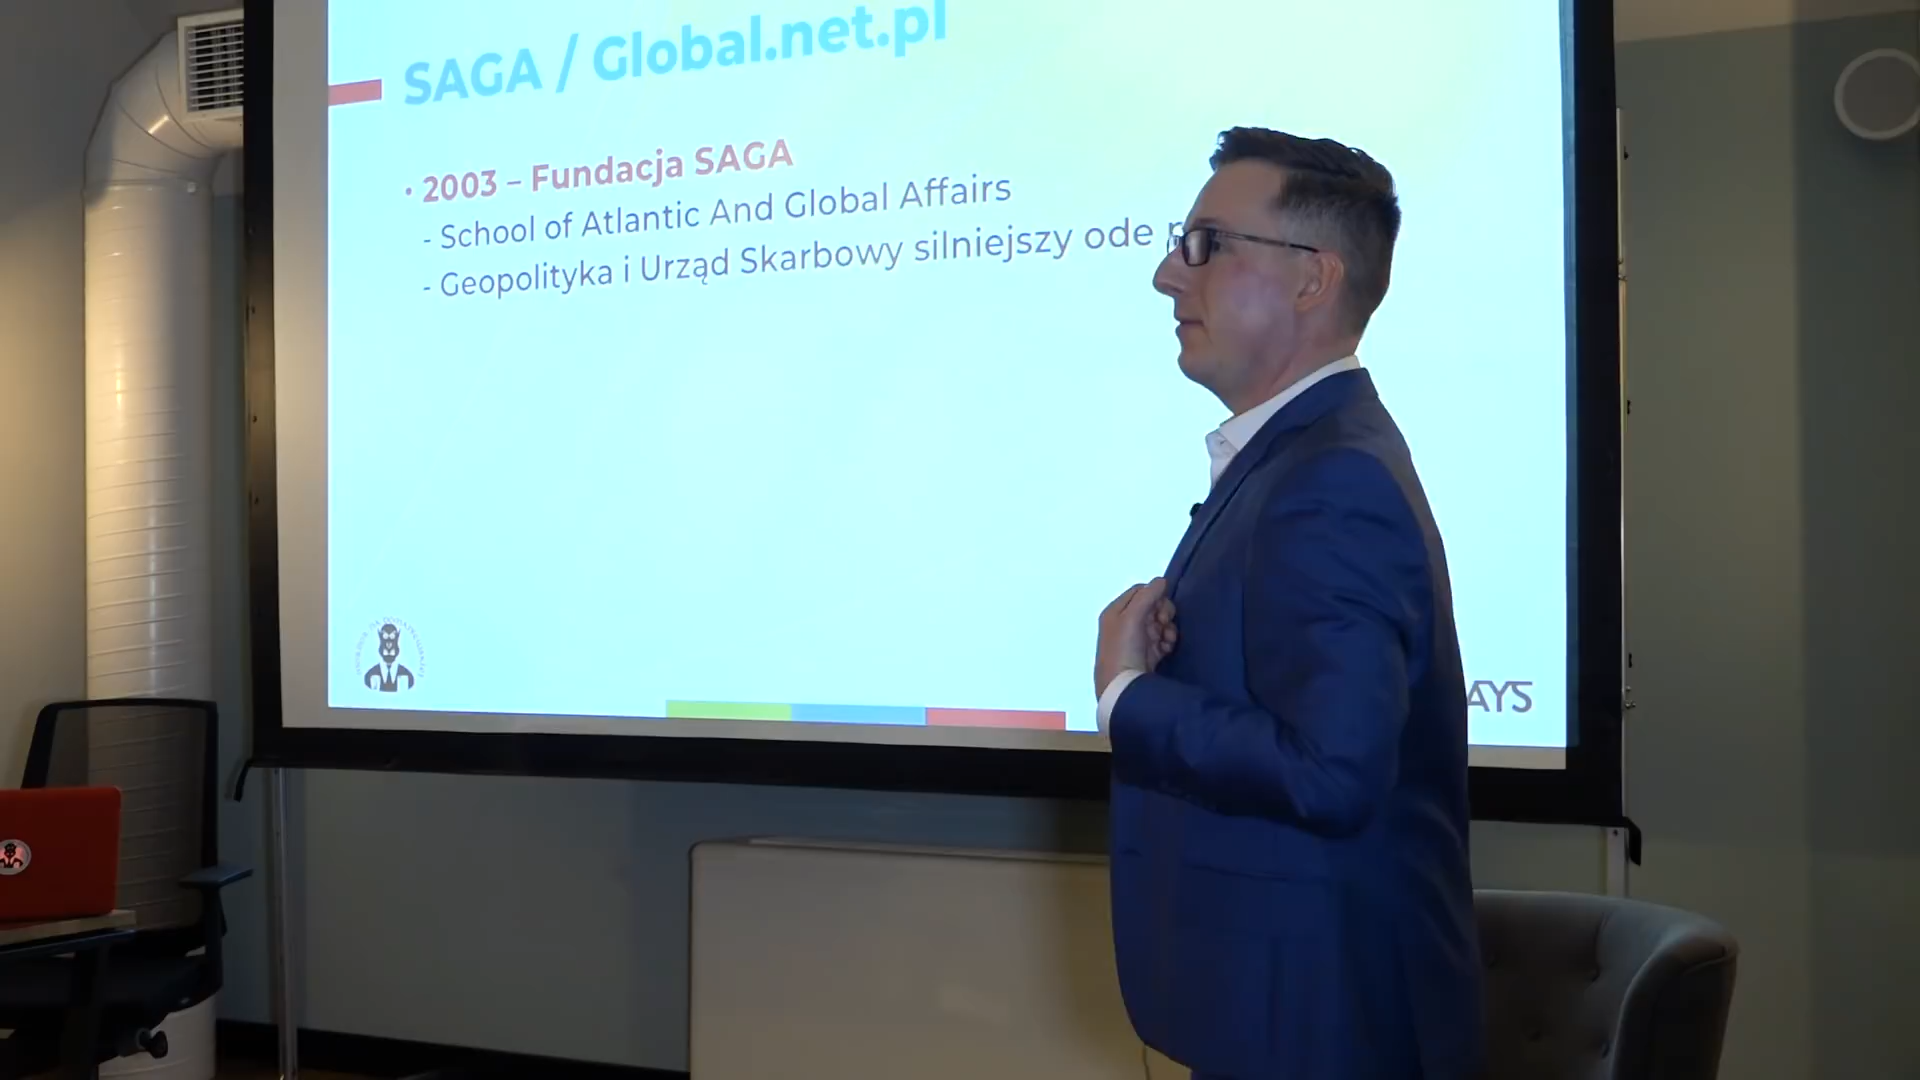 SAGA / Global.net.pl
• 2003 – Fundacja SAGA
- School of Atlantic And Global Affairs
- Geopolityka i Urząd Skarbowy silniejszy ode
AYS